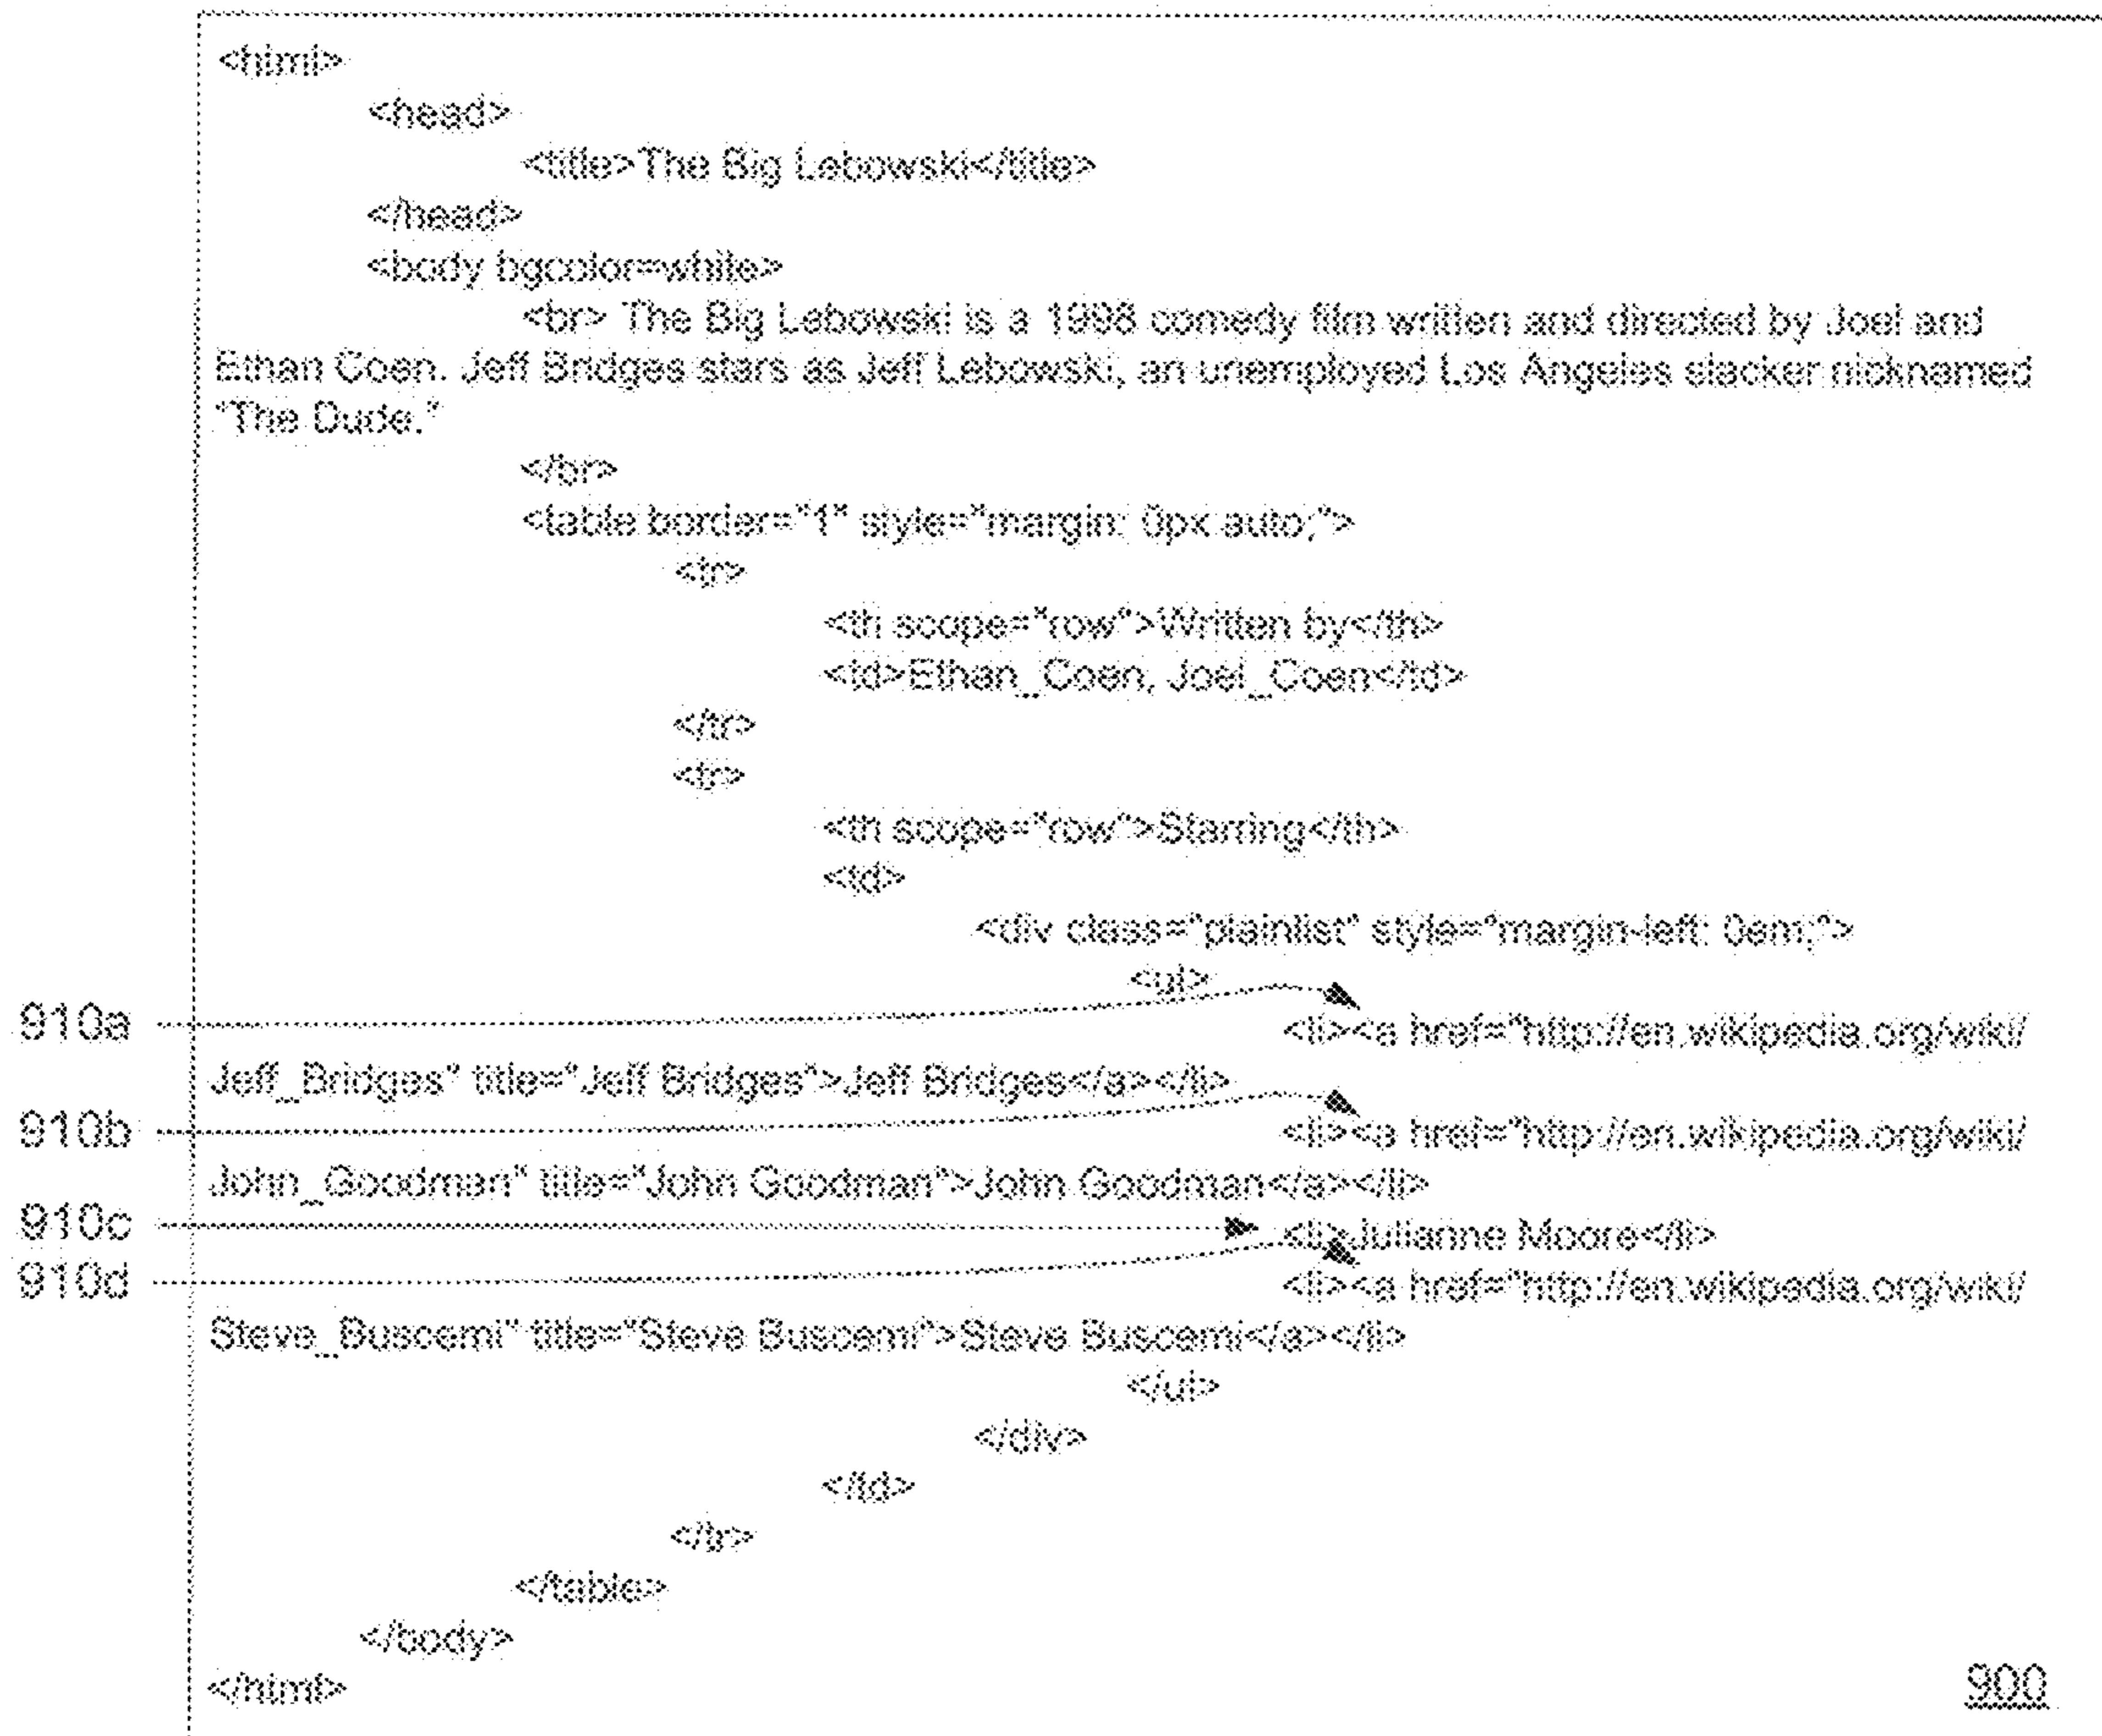 <html>
<head>
<title>The Big Lebowski</title>
</head>
<body bgcolor=white>
<br> The Big Lebowski is a 1998 comedy film written and directed by Joel and
Ethan Coen. Jeff Bridges stars as Jeff Lebowski, an unemployed Los Angeles slacker nicknamed
"The Dude."
</br>
<table border="1" style="margin: 0px auto;">
<tr>
<th scope="row">Written by</th>
<td>Ethan_Coen, Joel_Coen</td>
</tr>
<tr>
<th scope="row">Starring</th>
<td>
<div class="plainlist" style="margin-left: 0em;">
<ul>
910a <li><a href="http://en.wikipedia.org/wiki/
Jeff_Bridges" title="Jeff Bridges">Jeff Bridges</a></li>
910b <li><a href="http://en.wikipedia.org/wiki/
John_Goodman" title="John Goodman">John Goodman</a></li>
910c <li>Julianne Moore</li>
910d <li><a href="http://en.wikipedia.org/wiki/
Steve_Buscemi" title="Steve Buscemi">Steve Buscemi</a></li>
</ul>
</div>
</td>
</tr>
</table>
</body>
</html>
900